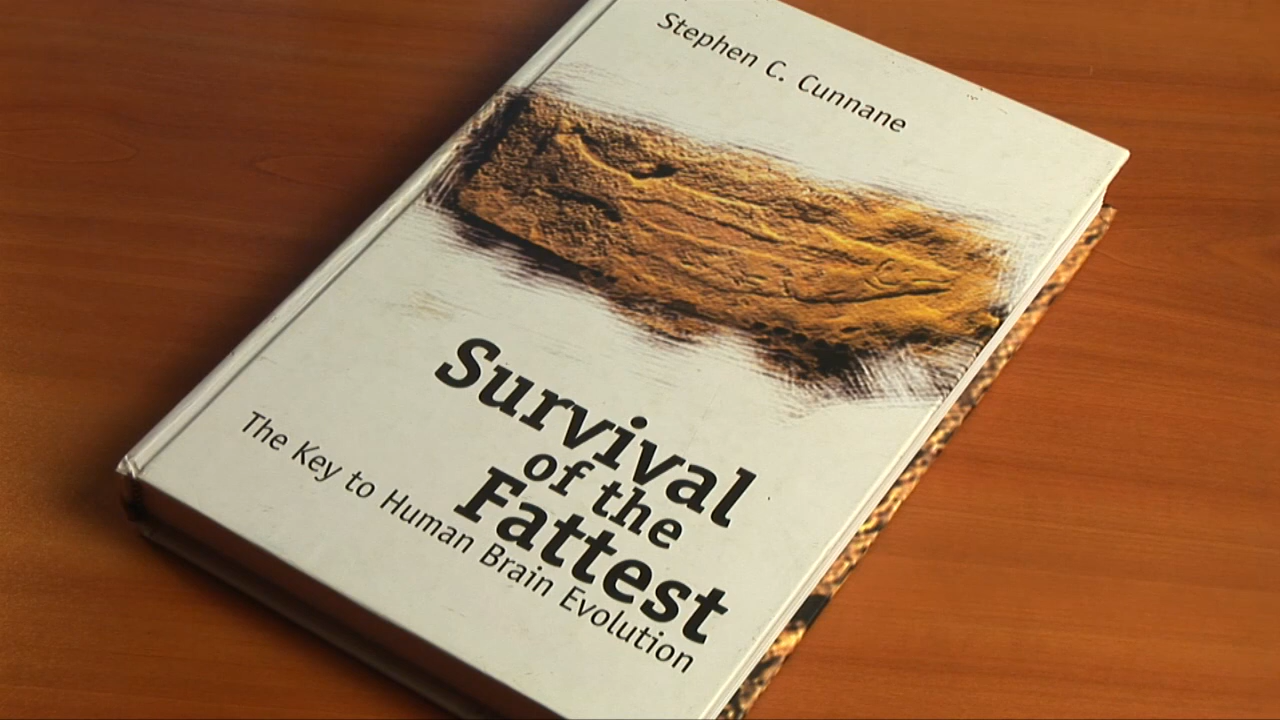 Stephen C. Cunnane
Survival
of the
Fattest
The Key to Human Brain Evolution